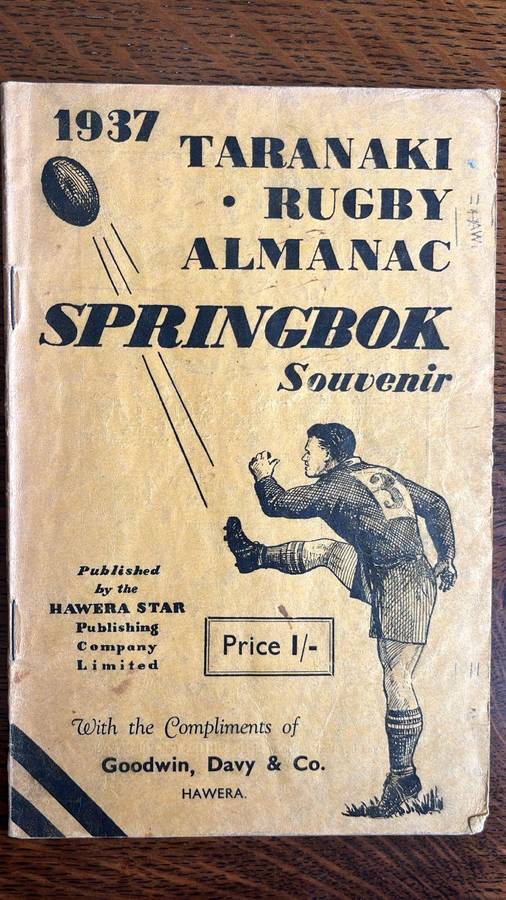 1937
TARANAKI
• RUGBY
ALMANAC
SPRINGBOK
Souvenir
3
Published
by the
HAWERA STAR
Publishing
Company
Limited
Price 1/-
With the Compliments of
Goodwin, Davy & Co.
HAWERA.